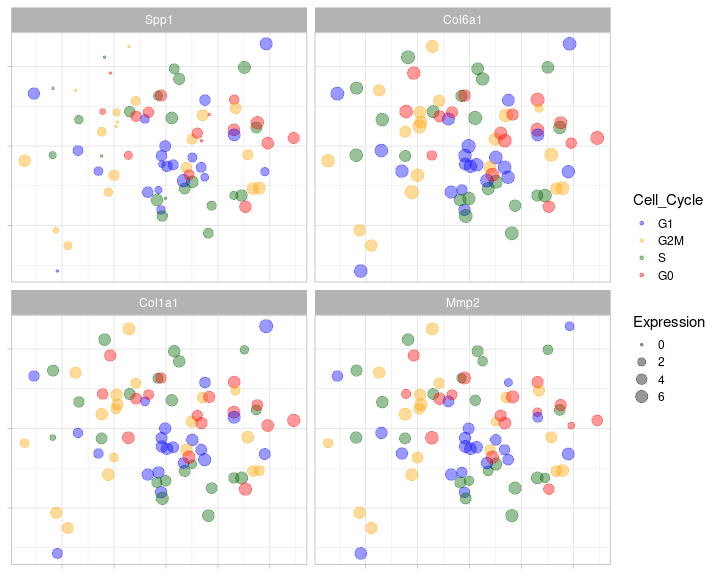 Spp1
Col6a1
Col1a1
Mmp2
Cell_Cycle
G1
G2M
S
G0
Expression
0
2
4
6